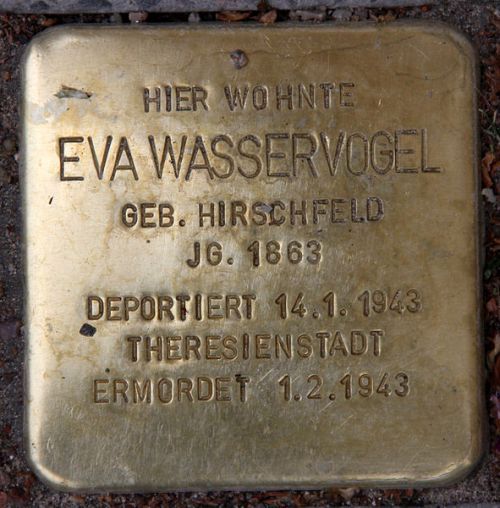 HIER WOHNTE
EVA WASSERVOGEL
GEB. HIRSCHFELD
JG. 1863
DEPORTIERT 14.1.1943
THERESIENSTADT
ERMORDET 1.2.1943